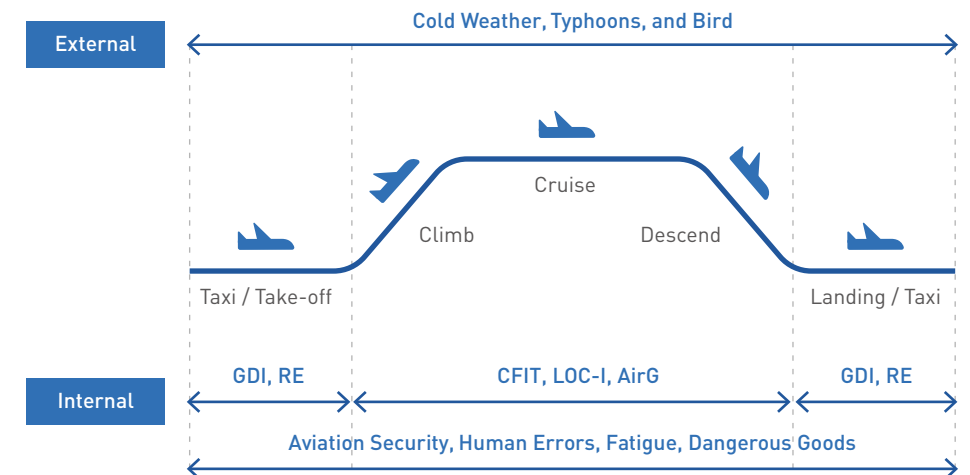 Cold Weather, Typhoons, and Bird
External
Cruise
Climb
Descend
Taxi / Take-off
Landing / Taxi
GDI, RE
CFIT, LOC-I, AirG
GDI, RE
Internal
Aviation Security, Human Errors, Fatigue, Dangerous Goods